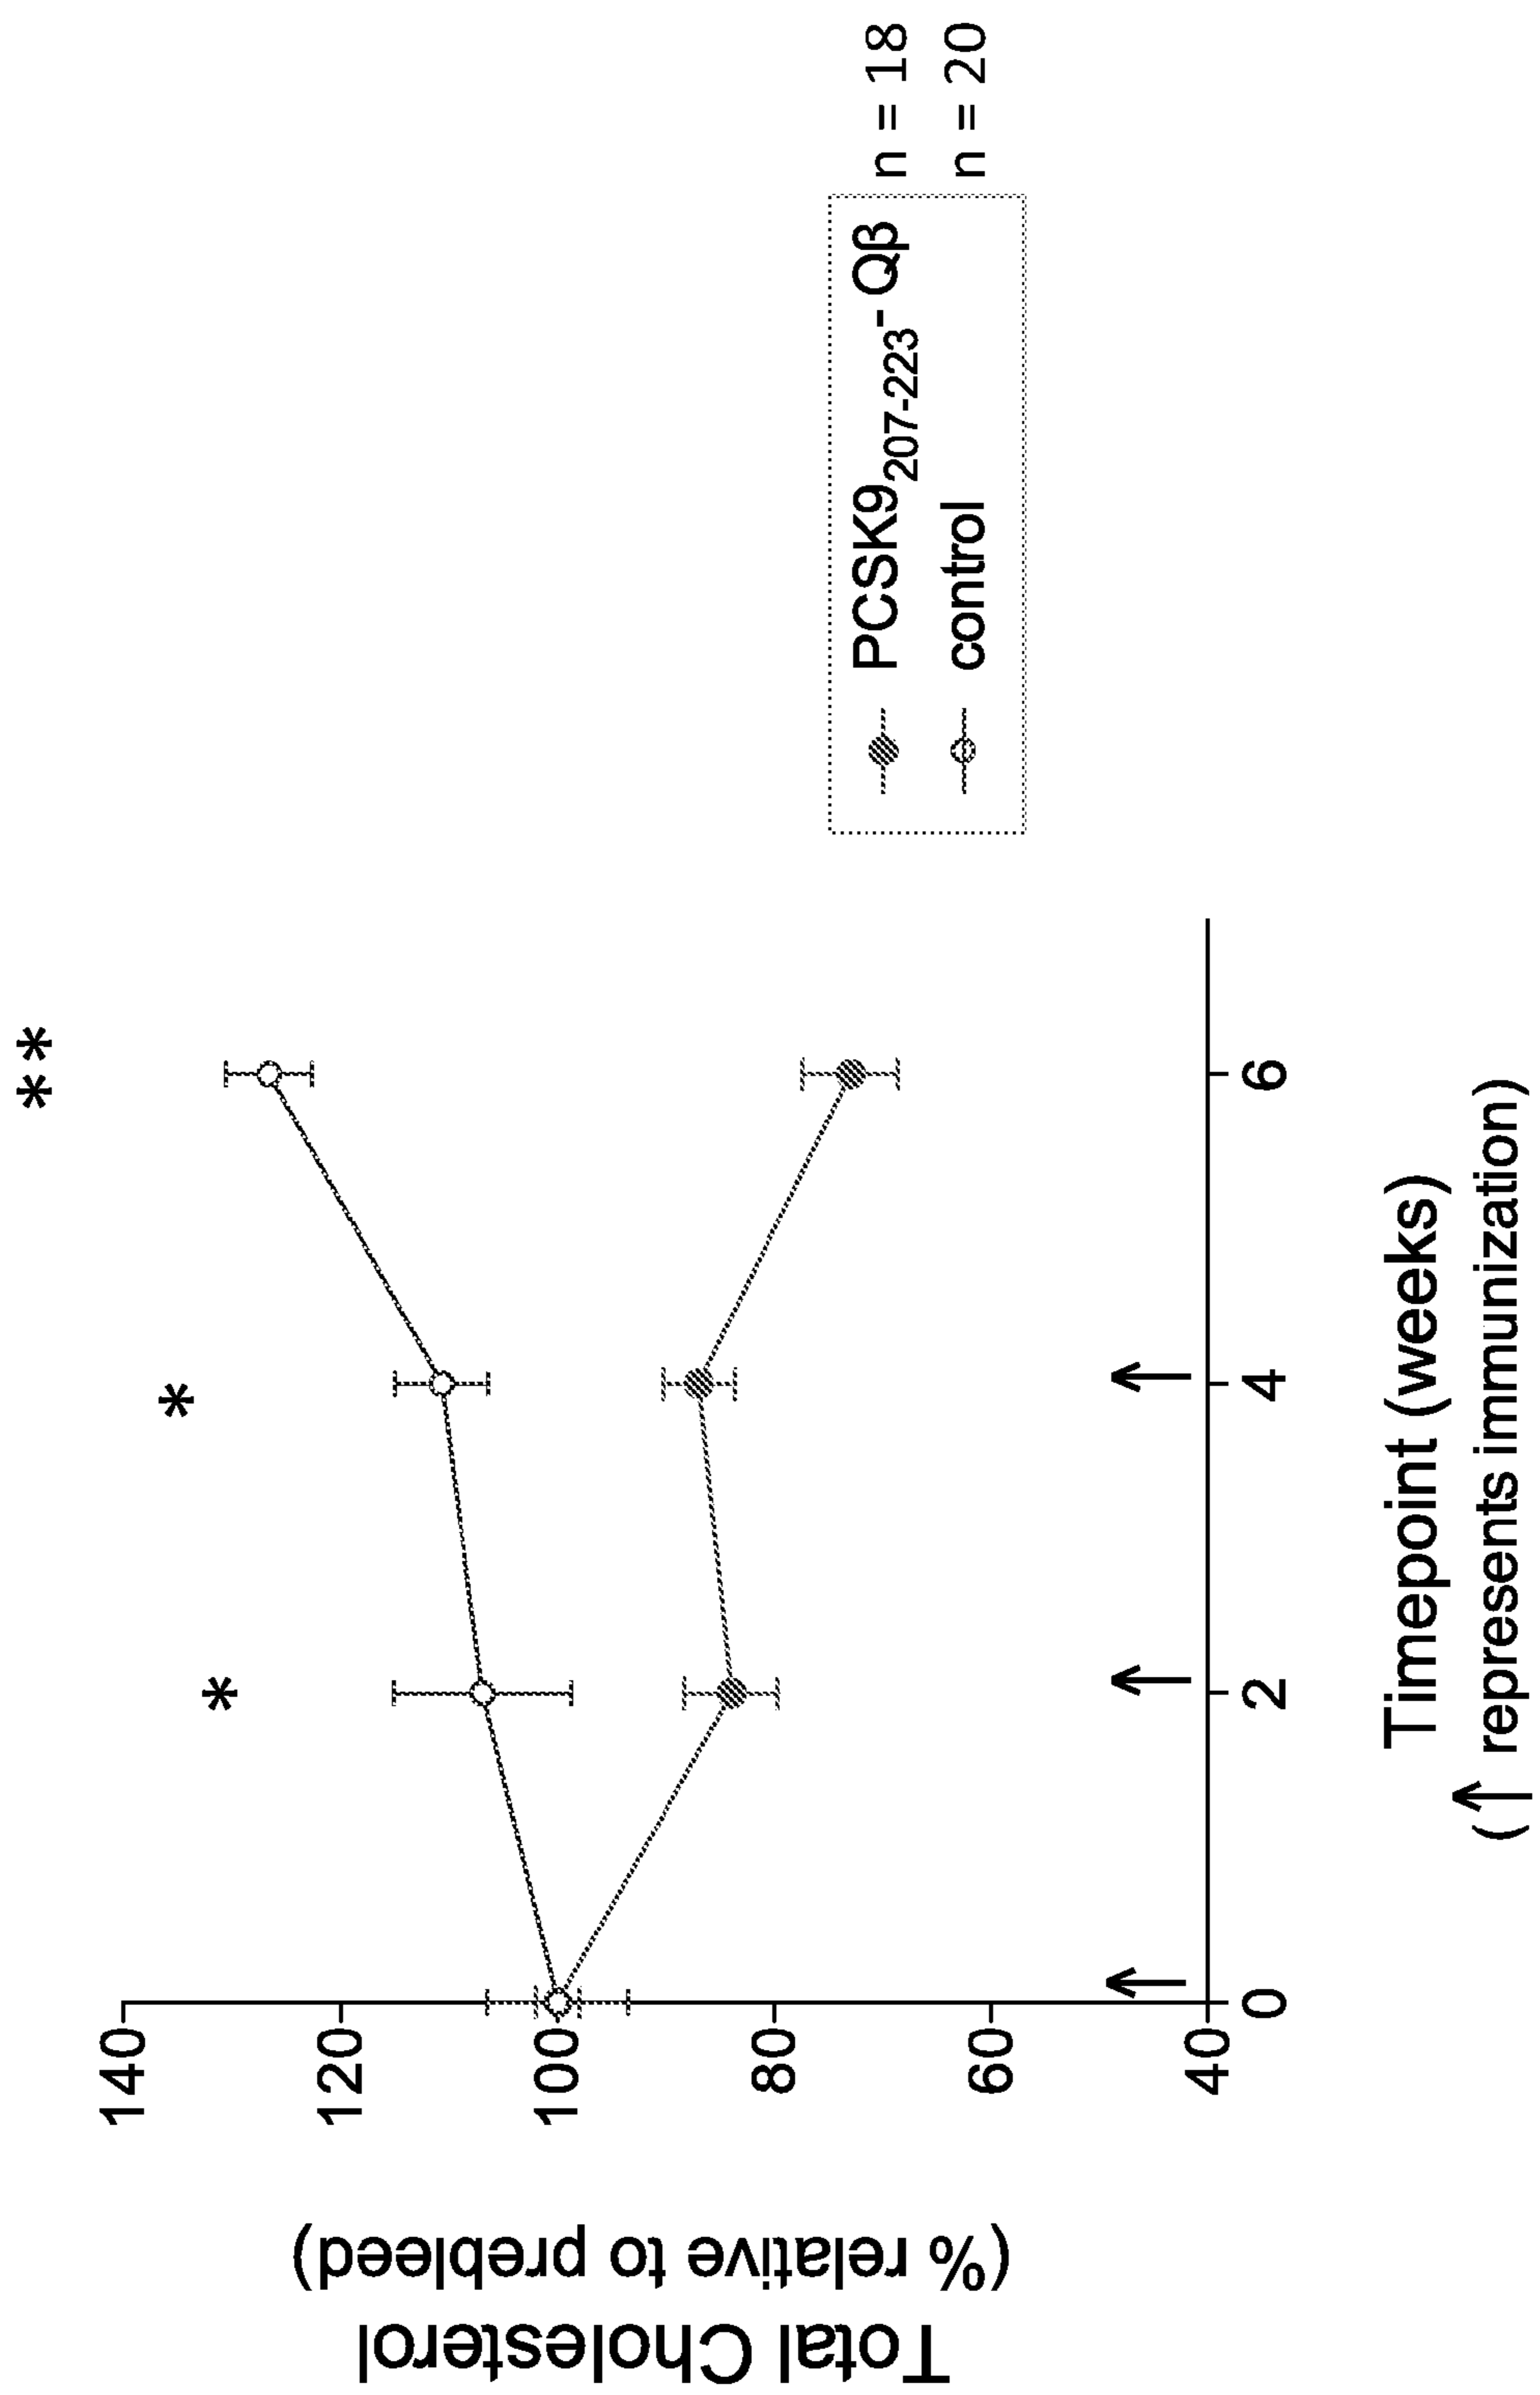 Total Cholesterol
(% relative to prebleed)
140
120
100
80
60
40
0
2
4
6
*
*
**
Timepoint (weeks)
(↑ represents immunization)
PCSK9207-223- Qβ n = 18
control n = 20